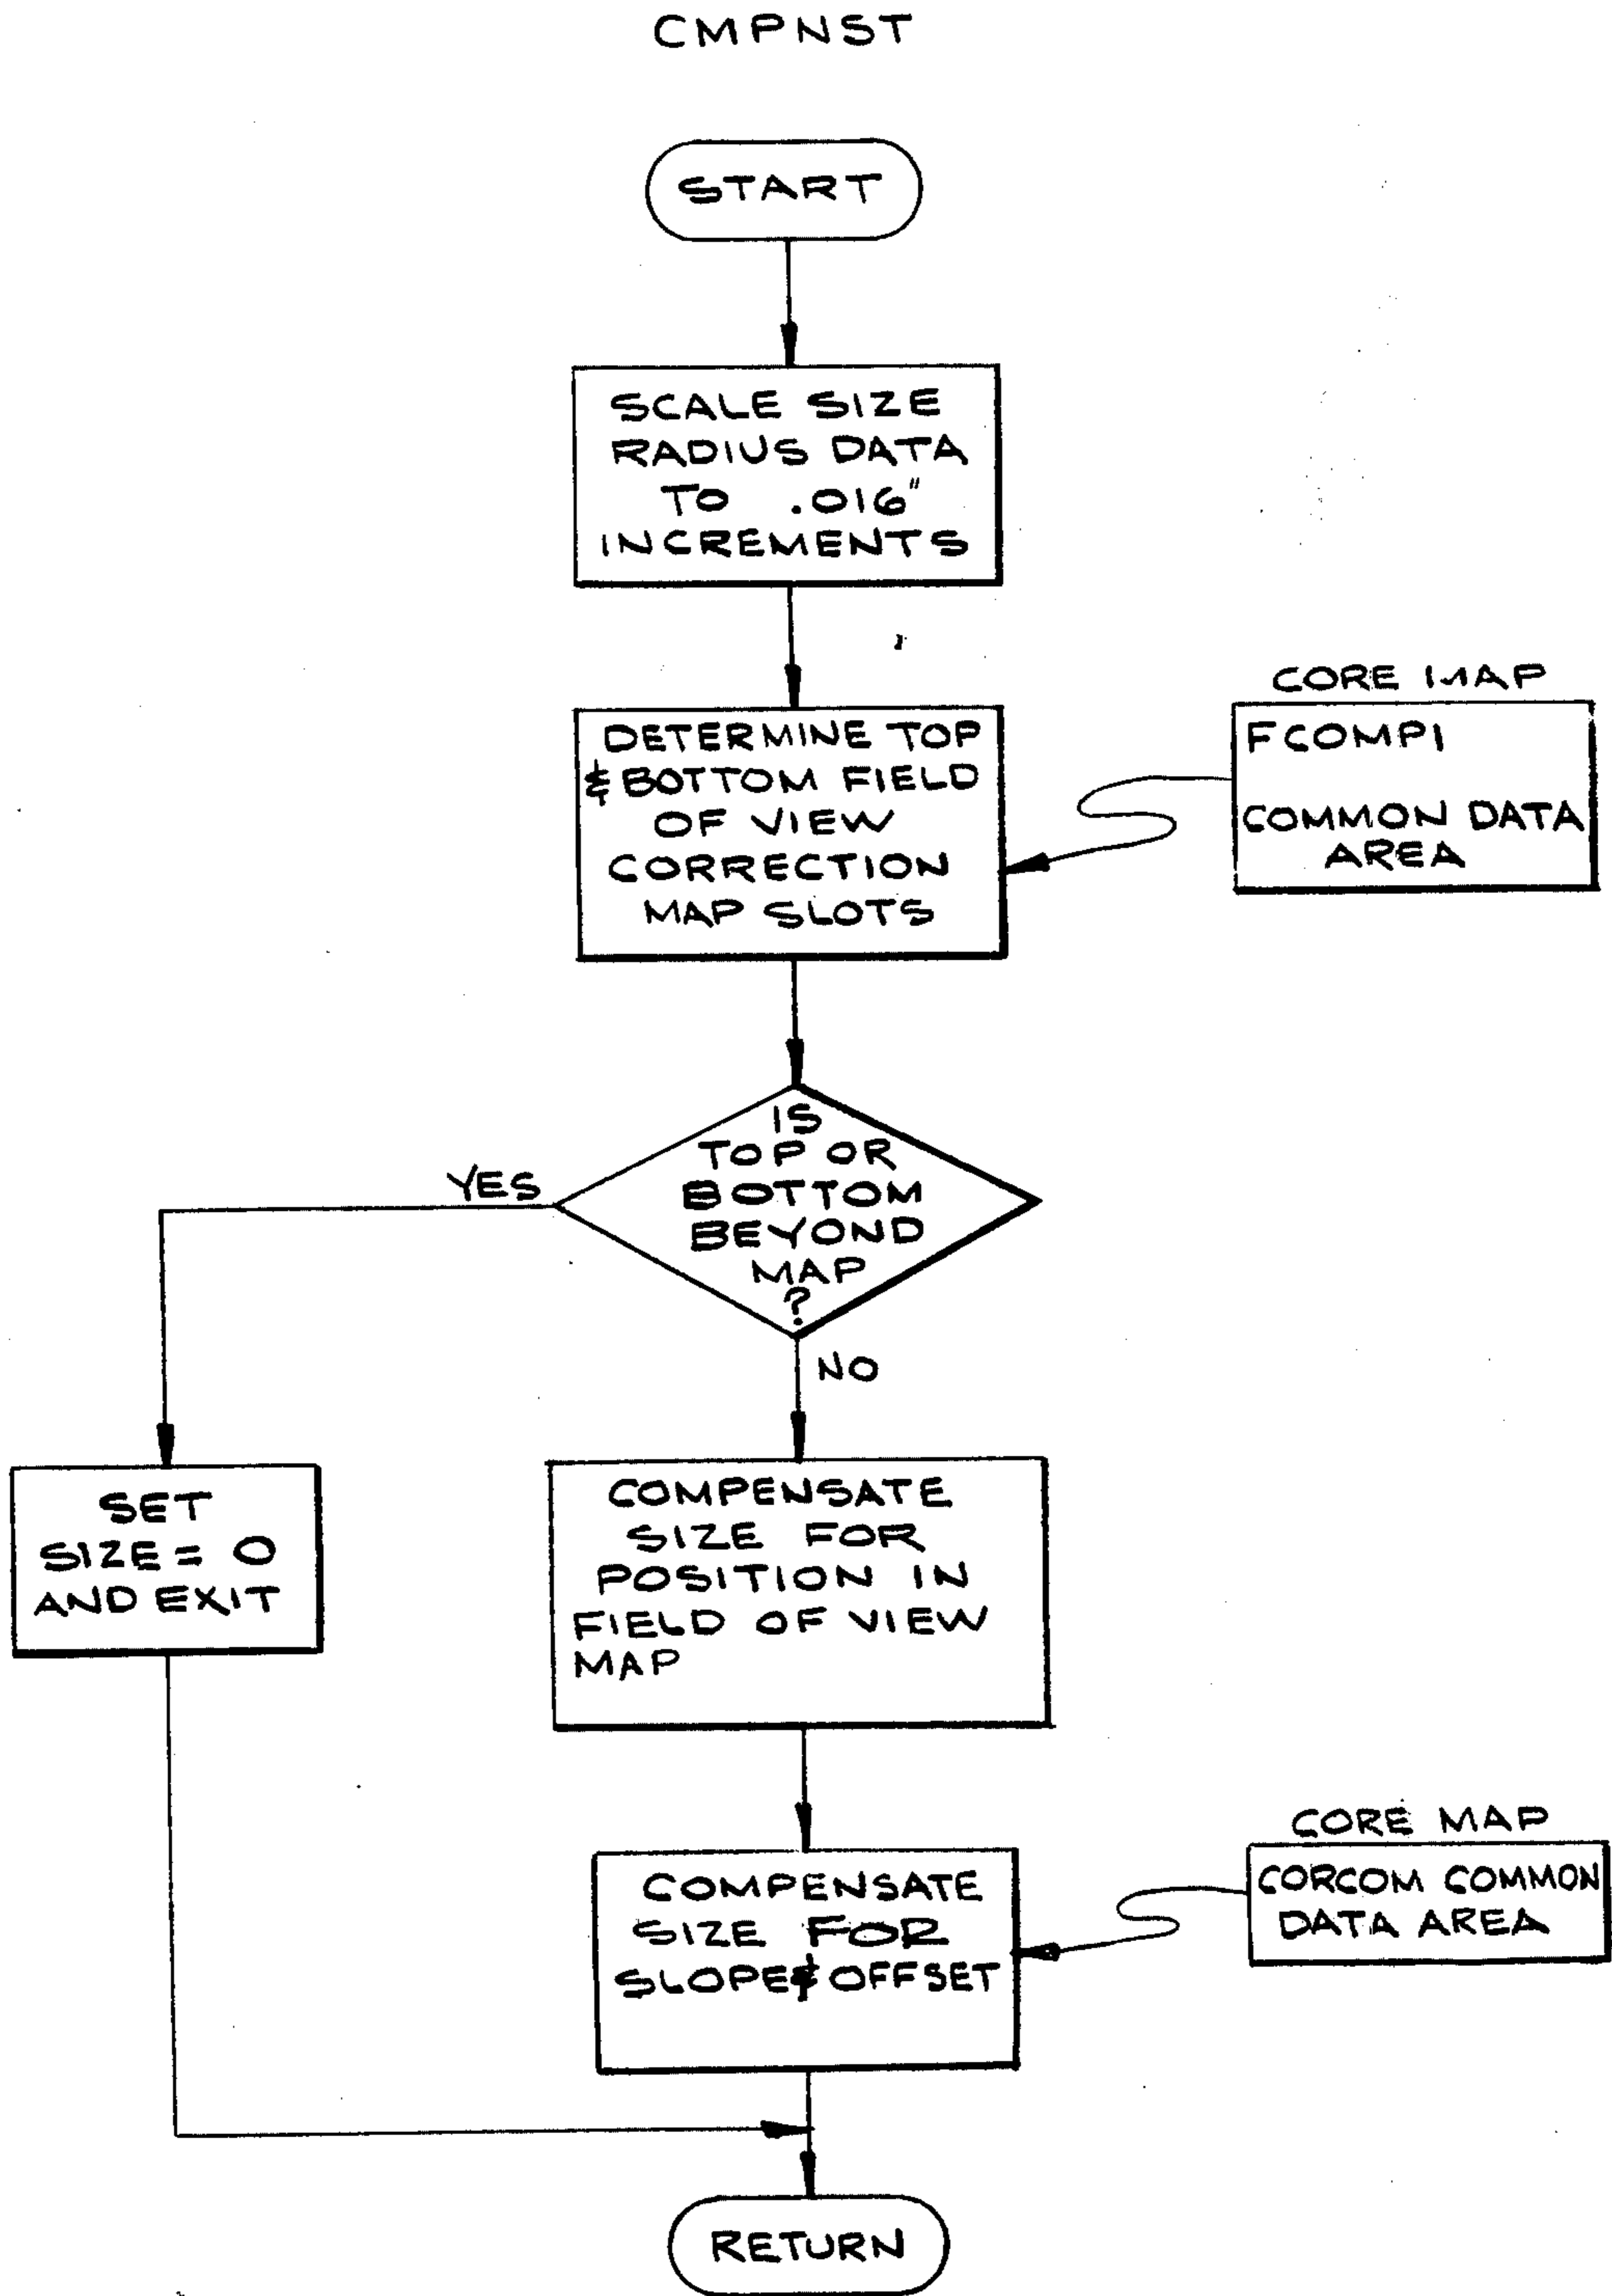 CMPNST
START
SCALE SIZE
RADIUS DATA
TO .016"
INCREMENTS
CORE MAP
FCOMPI
COMMON DATA
AREA
DETERMINE TOP
& BOTTOM FIELD
OF VIEW
CORRECTION
MAP SLOTS
IS
TOP OR
BOTTOM
BEYOND
MAP
?
YES
NO
SET
SIZE = 0
AND EXIT
COMPENSATE
SIZE FOR
POSITION IN
FIELD OF VIEW
MAP
CORE MAP
CORCOM COMMON
DATA AREA
COMPENSATE
SIZE FOR
SLOPE & OFFSET
RETURN